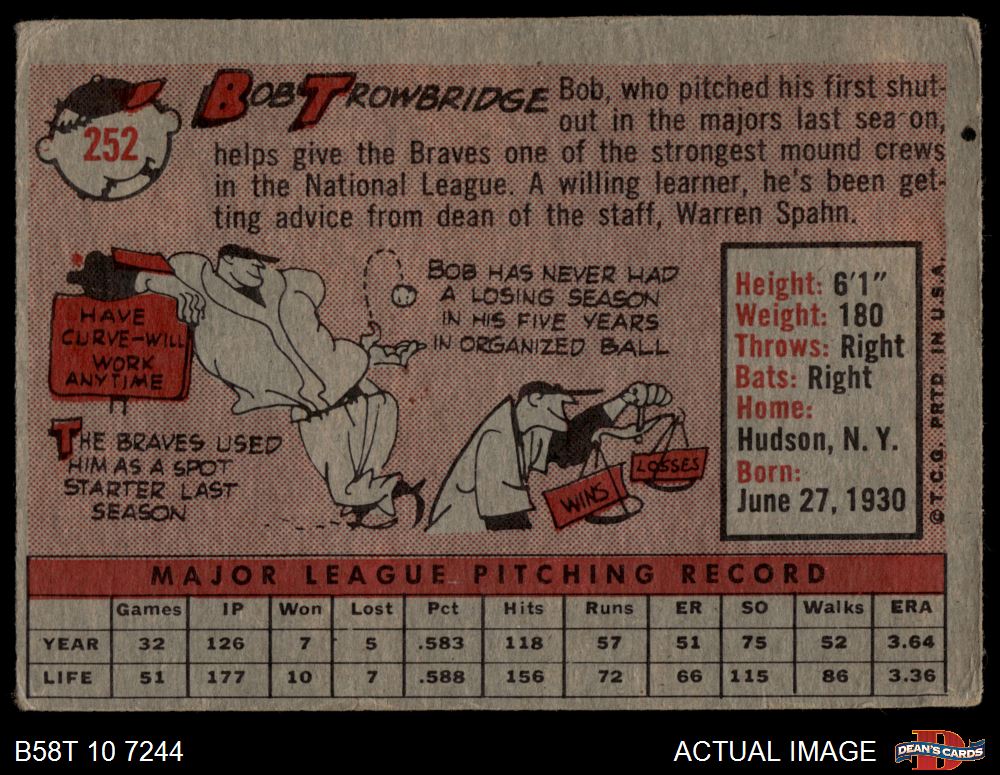 252
BOB TROWBRIDGE
Bob, who pitched his first shut-
out in the majors last sea on,
helps give the Braves one of the strongest mound crews
in the National League. A willing learner, he's been get-
ting advice from dean of the staff, Warren Spahn.
HAVE
CURVE-WILL
WORK
ANYTIME
THE BRAVES USED
HIM AS A SPOT
STARTER LAST
SEASON
BOB HAS NEVER HAD
A LOSING SEASON
IN HIS FIVE YEARS
IN ORGANIZED BALL
WINS
LOSSES
Height: 6'1"
Weight: 180
Throws: Right
Bats: Right
Home:
Hudson, N. Y.
Born:
June 27, 1930
© T.C.G. PRTD. IN U.S.A.
MAJOR LEAGUE PITCHING RECORD
Games IP Won Lost Pct Hits Runs ER SO Walks ERA
YEAR 32 126 7 5 .583 118 57 51 75 52 3.64
LIFE 51 177 10 7 .588 156 72 66 115 86 3.36
B58T 10 7244
ACTUAL IMAGE
D
DEAN'S CARDS